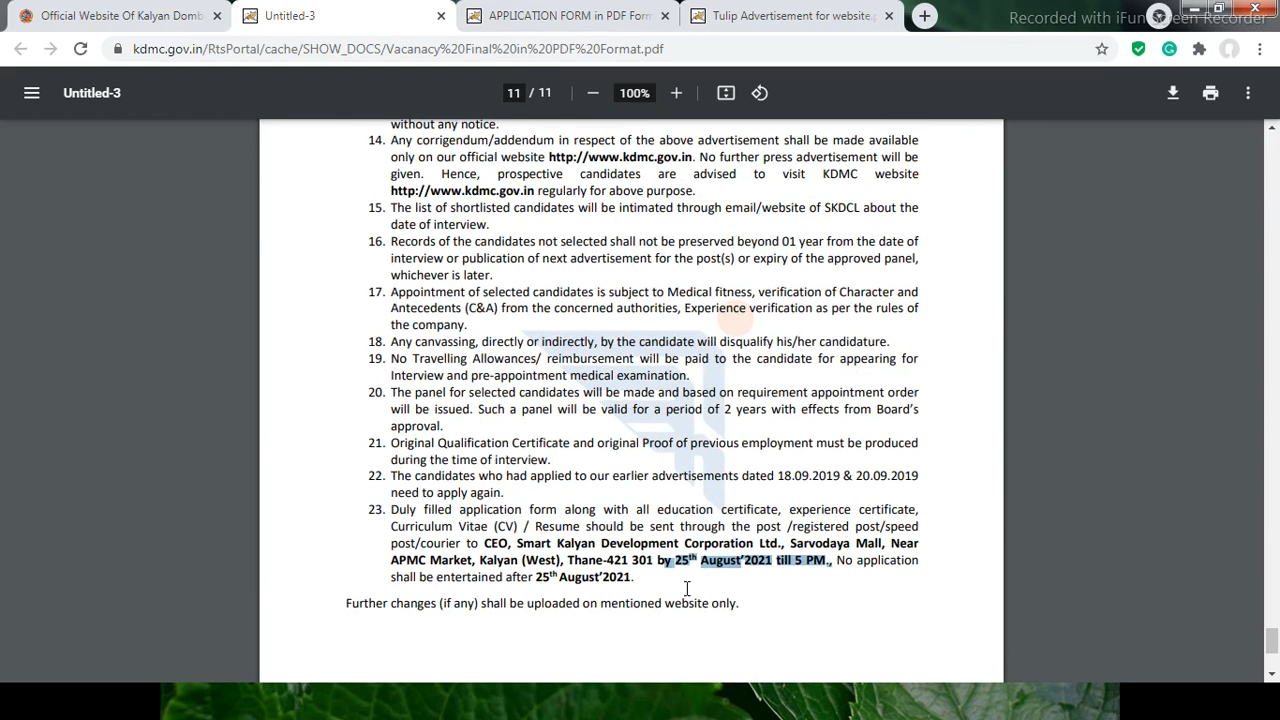 Official Website Of Kalyan Domb
Untitled-3
APPLICATION FORM in PDF Form
Tulip Advertisement for website.p
Recorded with iFun Screen Recorder
kdmc.gov.in/RtsPortal/cache/SHOW_DOCS/Vacanacy%20Final%20in%20PDF%20Format.pdf
Untitled-3
11 / 11
100%
without any notice.
14. Any corrigendum/addendum in respect of the above advertisement shall be made available
only on our official website http://www.kdmc.gov.in. No further press advertisement will be
given. Hence, prospective candidates are advised to visit KDMC website
http://www.kdmc.gov.in regularly for above purpose.
15. The list of shortlisted candidates will be intimated through email/website of SKDCL about the
date of interview.
16. Records of the candidates not selected shall not be preserved beyond 01 year from the date of
interview or publication of next advertisement for the post(s) or expiry of the approved panel,
whichever is later.
17. Appointment of selected candidates is subject to Medical fitness, verification of Character and
Antecedents (C&A) from the concerned authorities, Experience verification as per the rules of
the company.
18. Any canvassing, directly or indirectly, by the candidate will disqualify his/her candidature.
19. No Travelling Allowances/ reimbursement will be paid to the candidate for appearing for
Interview and pre-appointment medical examination.
20. The panel for selected candidates will be made and based on requirement appointment order
will be issued. Such a panel will be valid for a period of 2 years with effects from Board's
approval.
21. Original Qualification Certificate and original Proof of previous employment must be produced
during the time of interview.
22. The candidates who had applied to our earlier advertisements dated 18.09.2019 & 20.09.2019
need to apply again.
23. Duly filled application form along with all education certificate, experience certificate,
Curriculum Vitae (CV) / Resume should be sent through the post /registered post/speed
post/courier to CEO, Smart Kalyan Development Corporation Ltd., Sarvodaya Mall, Near
APMC Market, Kalyan (West), Thane-421 301 by 25th August'2021 till 5 PM., No application
shall be entertained after 25th August'2021.
Further changes (if any) shall be uploaded on mentioned website only.